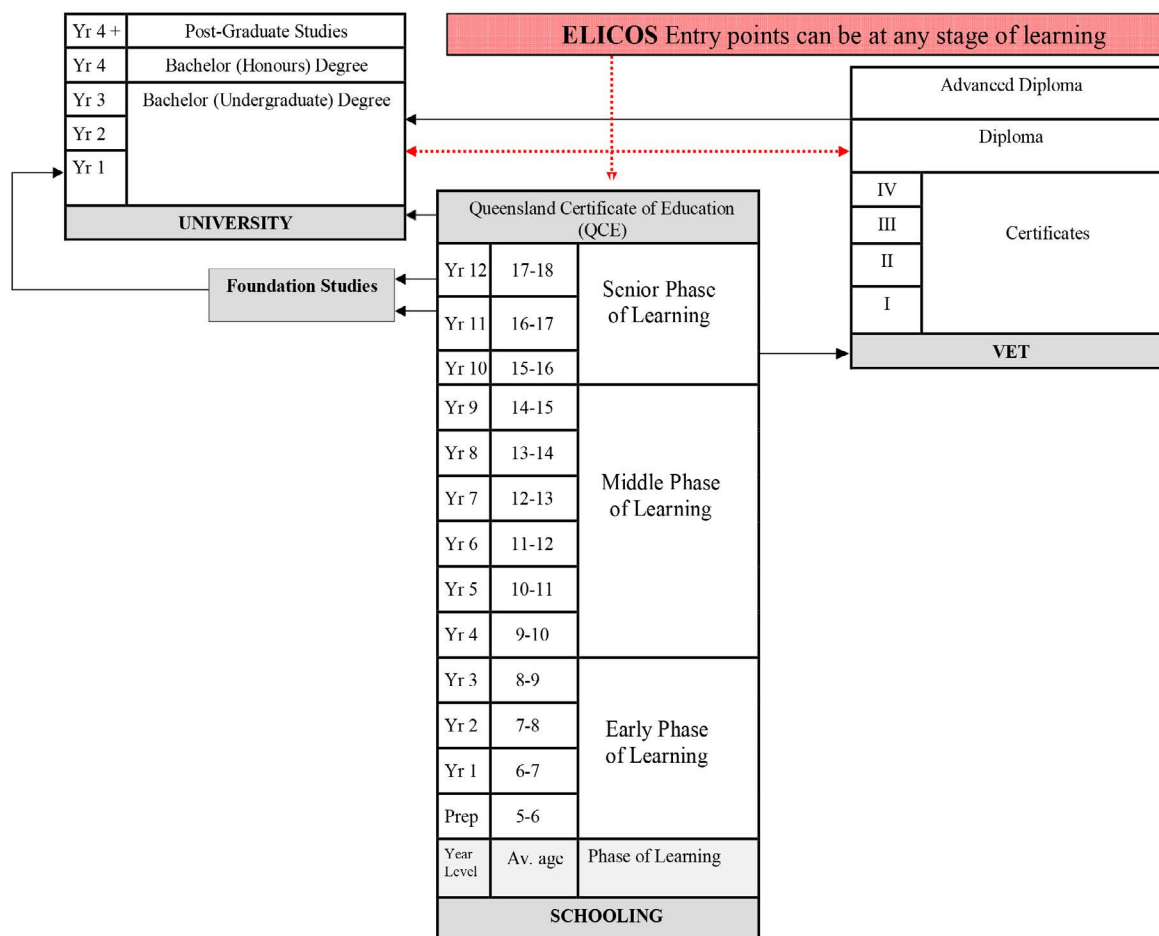 ELICOS Entry points can be at any stage of learning
Yr 4 + Post-Graduate Studies
Yr 4 Bachelor (Honours) Degree
Yr 3 Bachelor (Undergraduate) Degree
Yr 2
Yr 1
UNIVERSITY
Foundation Studies
Advanced Diploma
Diploma
IV
III
Certificates
II
I
VET
Queensland Certificate of Education
(QCE)
Yr 12 17-18
Senior Phase
of Learning
Yr 11 16-17
Yr 10 15-16
Yr 9 14-15
Yr 8 13-14
Middle Phase
of Learning
Yr 7 12-13
Yr 6 11-12
Yr 5 10-11
Yr 4 9-10
Yr 3 8-9
Yr 2 7-8
Early Phase
of Learning
Yr 1 6-7
Prep 5-6
Year
Level
Av. age
Phase of Learning
SCHOOLING